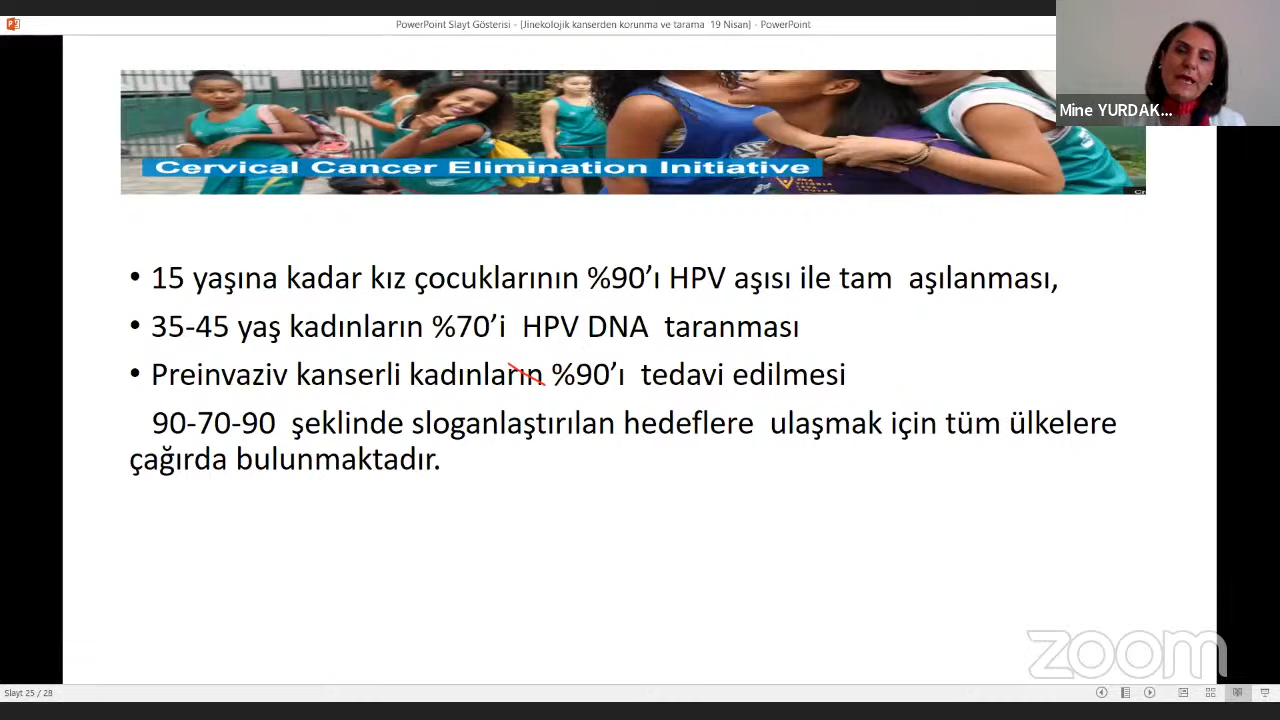 PowerPoint Slayt Gösterisi - [Jinekolojik kanserden korunma ve tarama 19 Nisan] - PowerPoint
Mine YURDAK...
Cervical Cancer Elimination Initiative
• 15 yaşına kadar kız çocuklarının %90’ı HPV aşısı ile tam aşılanması,
• 35-45 yaş kadınların %70’i HPV DNA taranması
• Preinvaziv kanserli kadınların %90’ı tedavi edilmesi
90-70-90 şeklinde sloganlaştırılan hedeflere ulaşmak için tüm ülkelere
çağırda bulunmaktadır.
zoom
Slayt 25 / 28